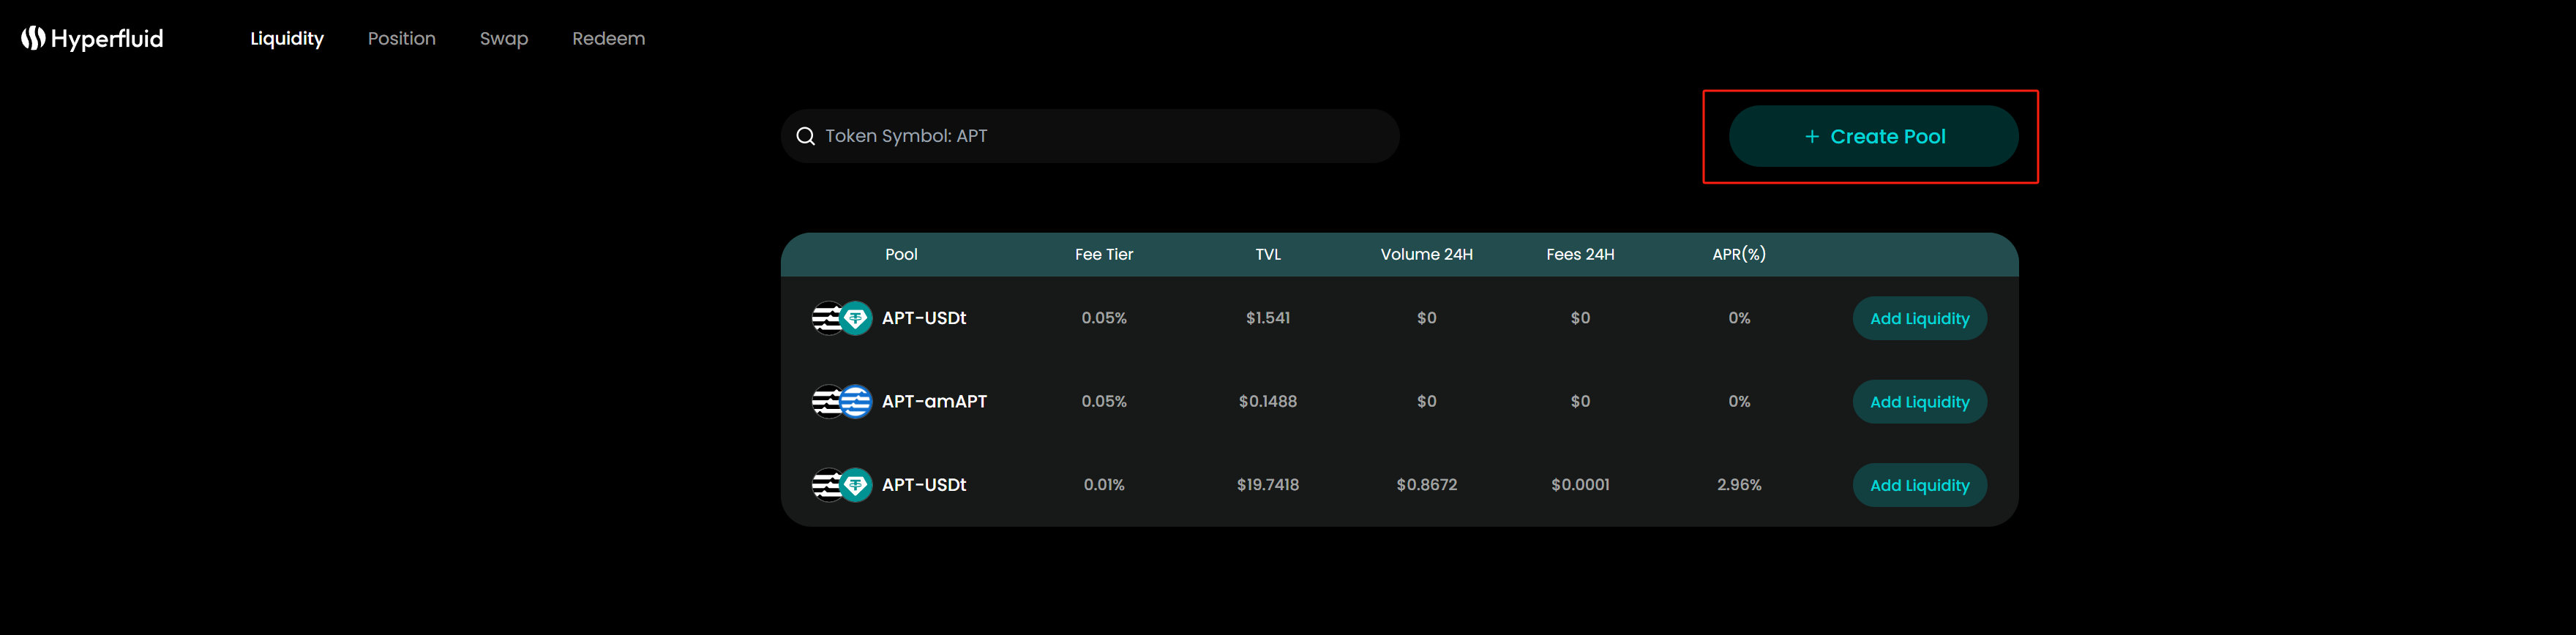 Hyperfluid Liquidity Position Swap Redeem
Token Symbol: APT + Create Pool
Pool Fee Tier TVL Volume 24H Fees 24H APR(%)
APT-USDt 0.05% $1.541 $0 $0 0% Add Liquidity
APT-amAPT 0.05% $0.1488 $0 $0 0% Add Liquidity
APT-USDt 0.01% $19.7418 $0.8672 $0.0001 2.96% Add Liquidity